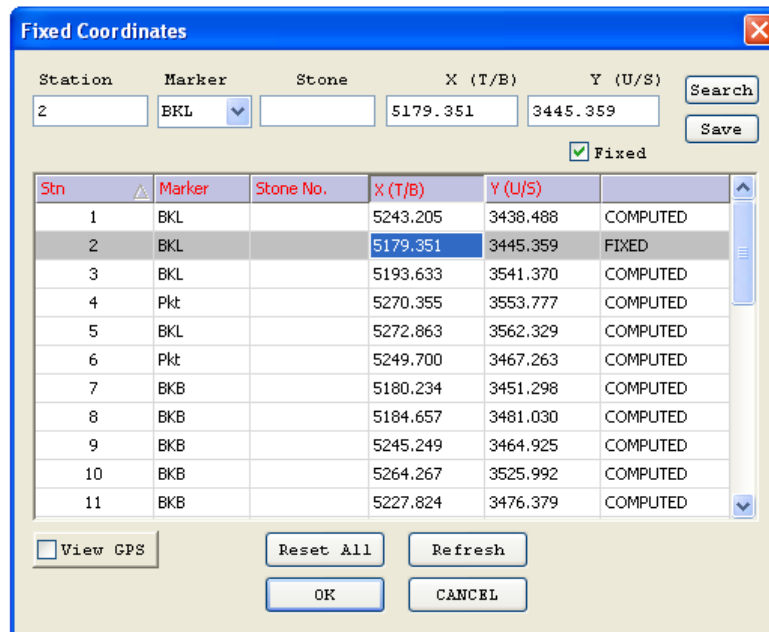 Fixed Coordinates
Station Marker Stone X (T/B) Y (U/S)
2 BKL 5179.351 3445.359 Search
Save
Fixed
Stn Marker Stone No. X (T/B) Y (U/S)
1 BKL 5243.205 3438.488 COMPUTED
2 BKL 5179.351 3445.359 FIXED
3 BKL 5193.633 3541.370 COMPUTED
4 Pkt 5270.355 3553.777 COMPUTED
5 BKL 5272.863 3562.329 COMPUTED
6 Pkt 5249.700 3467.263 COMPUTED
7 BKB 5180.234 3451.298 COMPUTED
8 BKB 5184.657 3481.030 COMPUTED
9 BKB 5245.249 3464.925 COMPUTED
10 BKB 5264.267 3525.992 COMPUTED
11 BKB 5227.824 3476.379 COMPUTED
View GPS Reset All Refresh
OK CANCEL